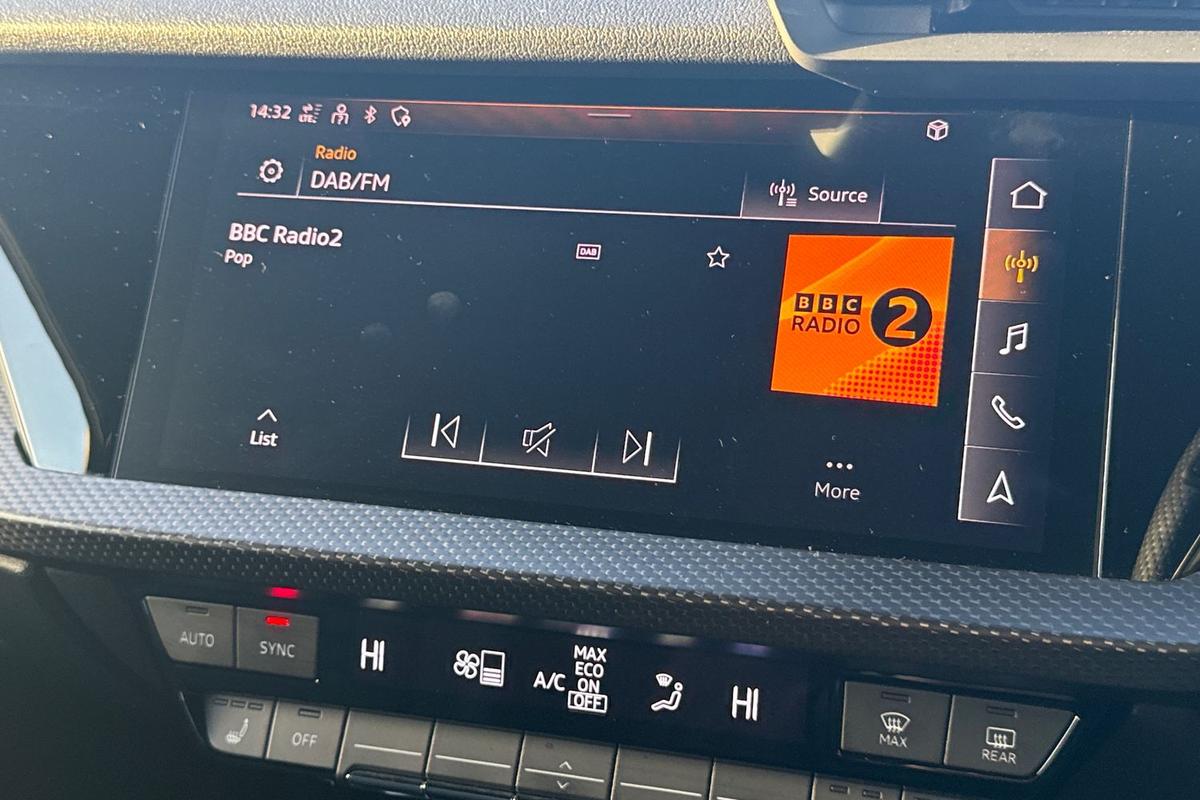 14:32 LTE
Radio
DAB/FM
Source
BBC Radio2
DAB
Pop
BBC
RADIO 2
List
More
AUTO
SYNC
HI
A/C
MAX
ECO
ON
OFF
HI
MAX
REAR
OFF